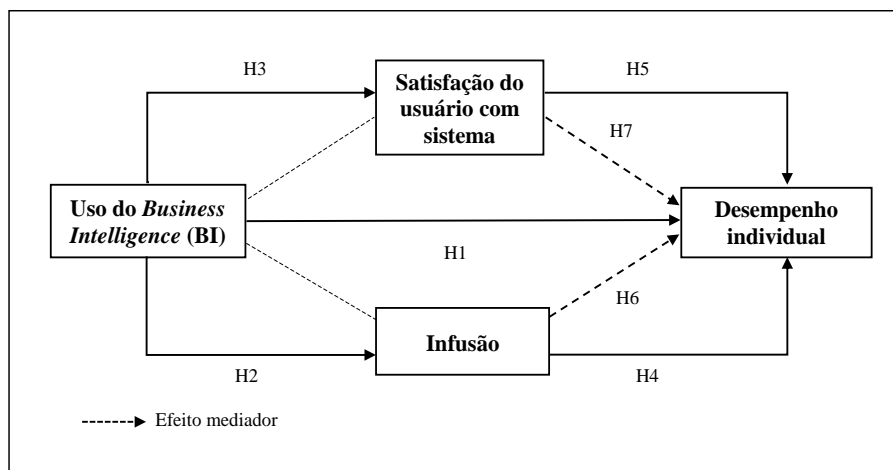 H3
Satisfação do
usuário com
sistema
H5
H7
Uso do Business
Intelligence (BI)
Desempenho
individual
H1
H6
Infusão
H2
H4
Efeito mediador